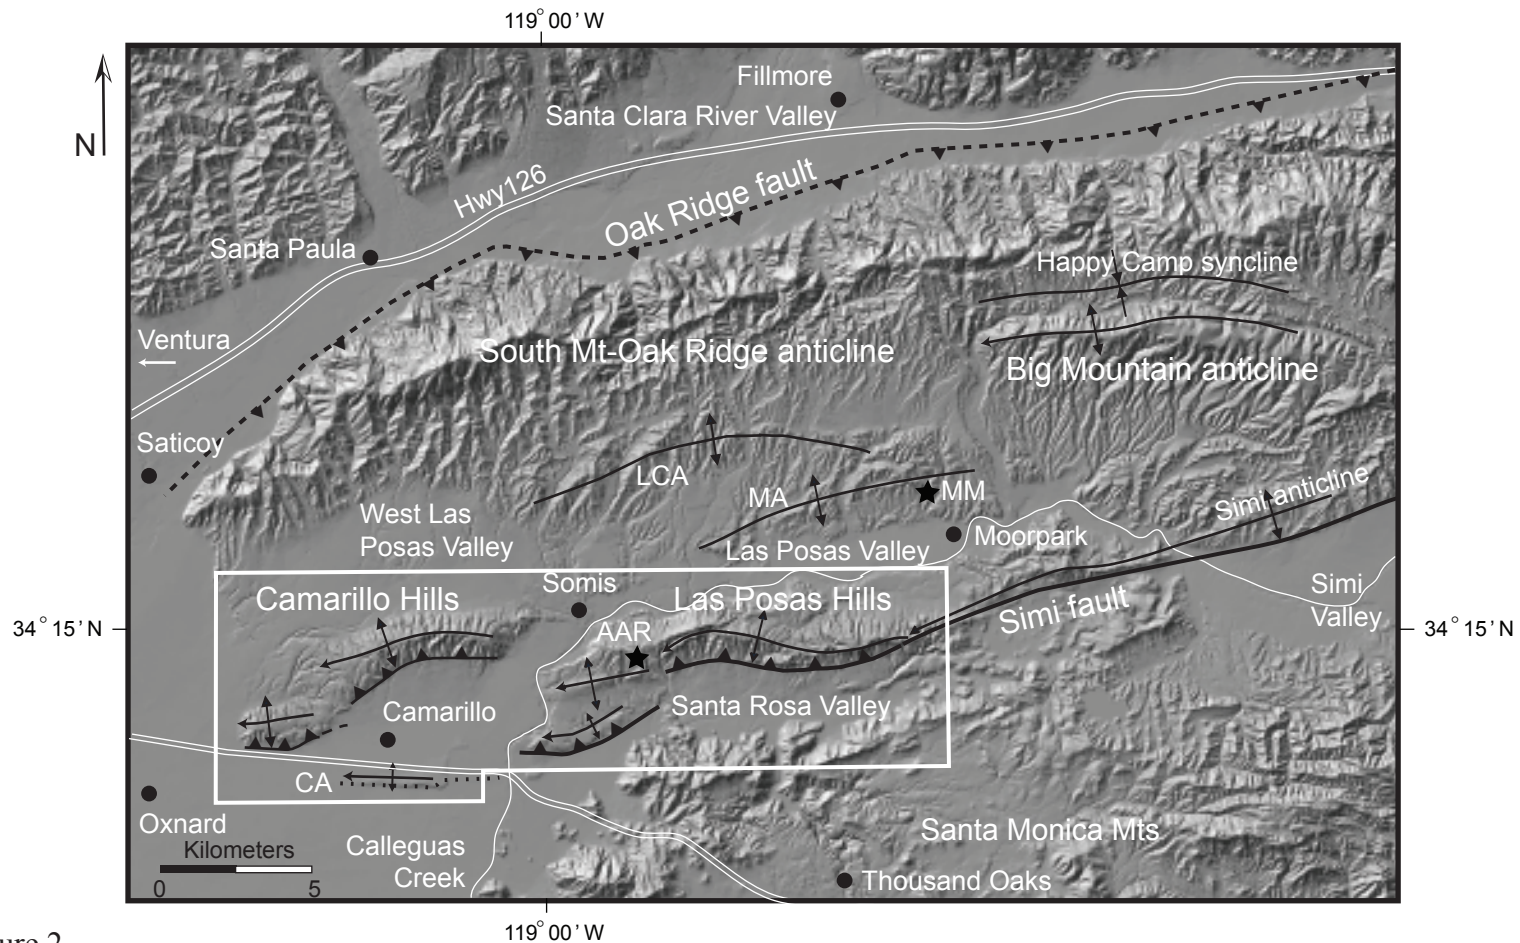 119° 00' W
Fillmore
Santa Clara River Valley
N
Hwy126
Oak Ridge fault
Santa Paula
Happy Camp syncline
Ventura
South Mt-Oak Ridge anticline
Big Mountain anticline
Saticoy
LCA
MA
MM
Simi anticline
West Las
Posas Valley
Las Posas Valley
Moorpark
Somis
Camarillo Hills
Las Posas Hills
Simi fault
Simi
Valley
34° 15' N
AAR
34° 15' N
Camarillo
Santa Rosa Valley
CA
Oxnard
Kilometers
0
5
Calleguas
Creek
Santa Monica Mts
Thousand Oaks
119° 00' W
ure 2